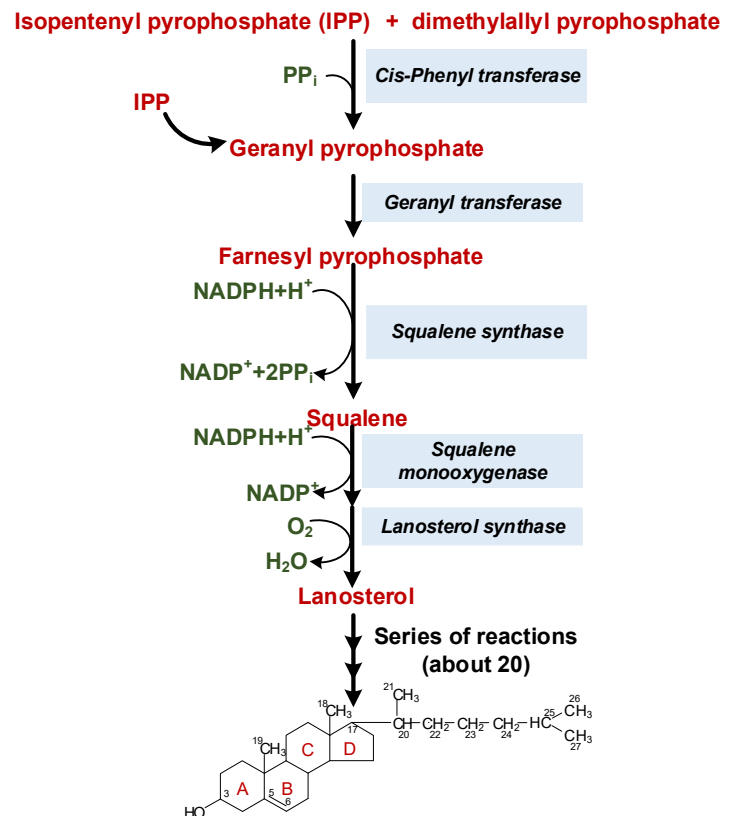 Isopentenyl pyrophosphate (IPP) + dimethylallyl pyrophosphate
PPi
Cis-Phenyl transferase
IPP
Geranyl pyrophosphate
Geranyl transferase
Farnesyl pyrophosphate
NADPH+H+
Squalene synthase
NADP++2PPi
Squalene
NADPH+H+
Squalene
monooxygenase
NADP+
O2
Lanosterol synthase
H2O
Lanosterol
Series of reactions
(about 20)
21
CH3
26
CH3
18
CH3
25
HC
17
CH
20
CH2
22
CH2
23
CH2
24
CH3
27
19
CH3
C
D
A
B
3
5
6
HO